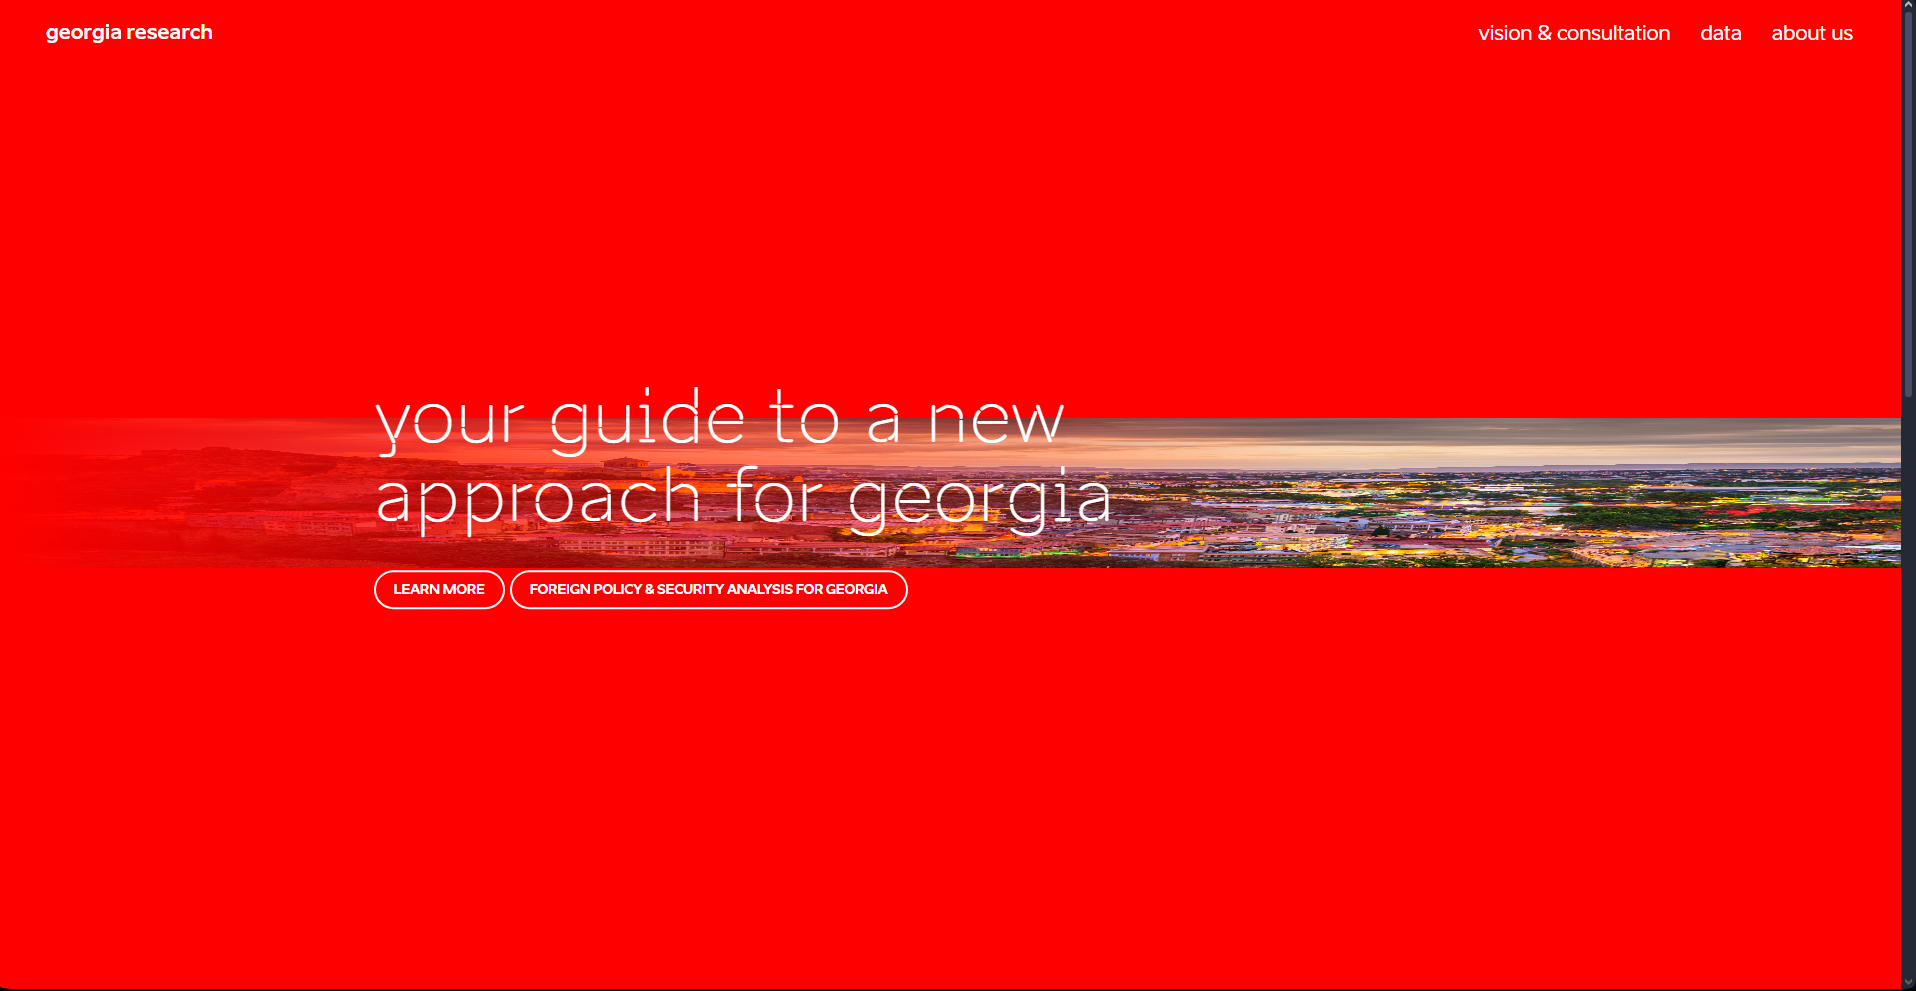 georgia research
vision & consultation
data
about us
your guide to a new
approach for georgia
LEARN MORE
FOREIGN POLICY & SECURITY ANALYSIS FOR GEORGIA